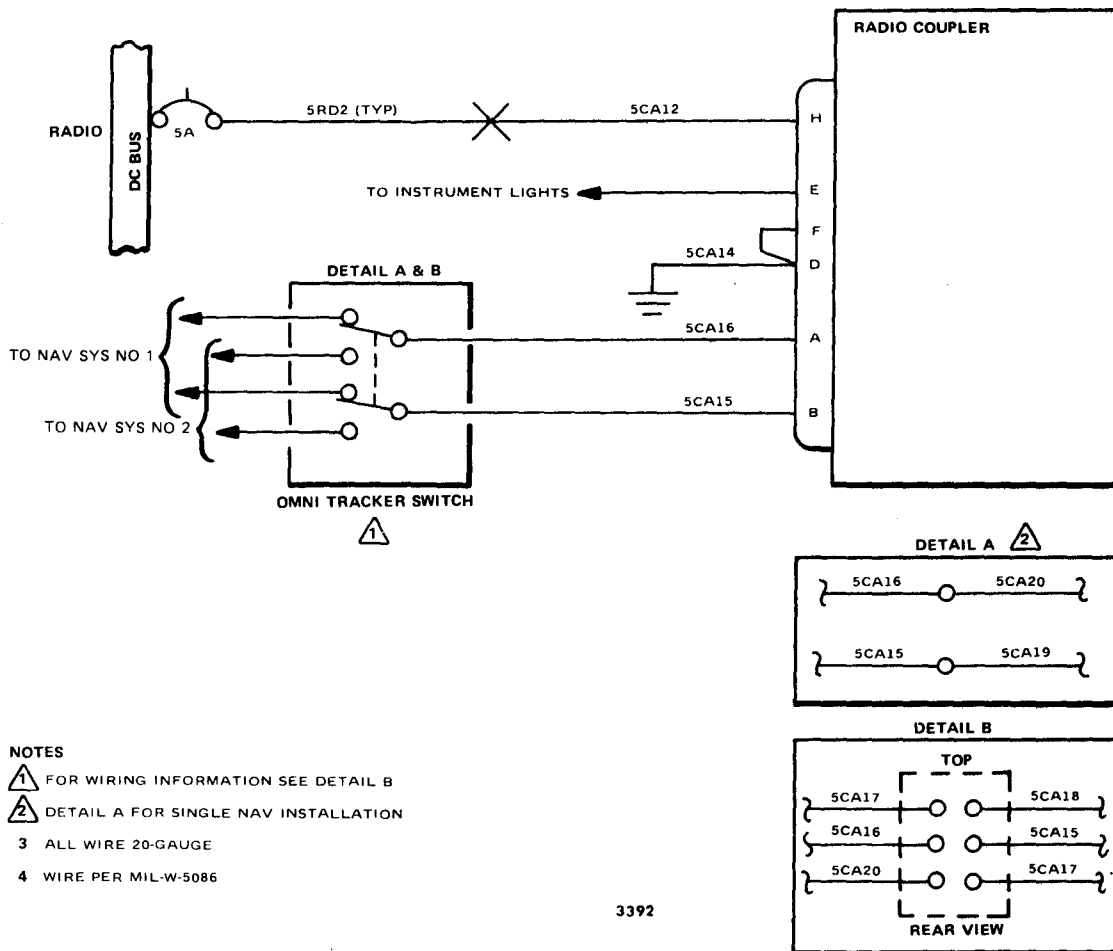 RADIO COUPLER
5RD2 (TYP)
5CA12
H
RADIO
5A
DC BUS
TO INSTRUMENT LIGHTS
E
F
5CA14
D
DETAIL A & B
5CA16
A
TO NAV SYS NO 1
5CA15
B
TO NAV SYS NO 2
OMNI TRACKER SWITCH
1
DETAIL A 2
5CA16 5CA20
5CA15 5CA19
DETAIL B
TOP
5CA17 5CA18
5CA16 5CA15
5CA20 5CA17
REAR VIEW
NOTES
1 FOR WIRING INFORMATION SEE DETAIL B
2 DETAIL A FOR SINGLE NAV INSTALLATION
3 ALL WIRE 20-GAUGE
4 WIRE PER MIL-W-5086
3392